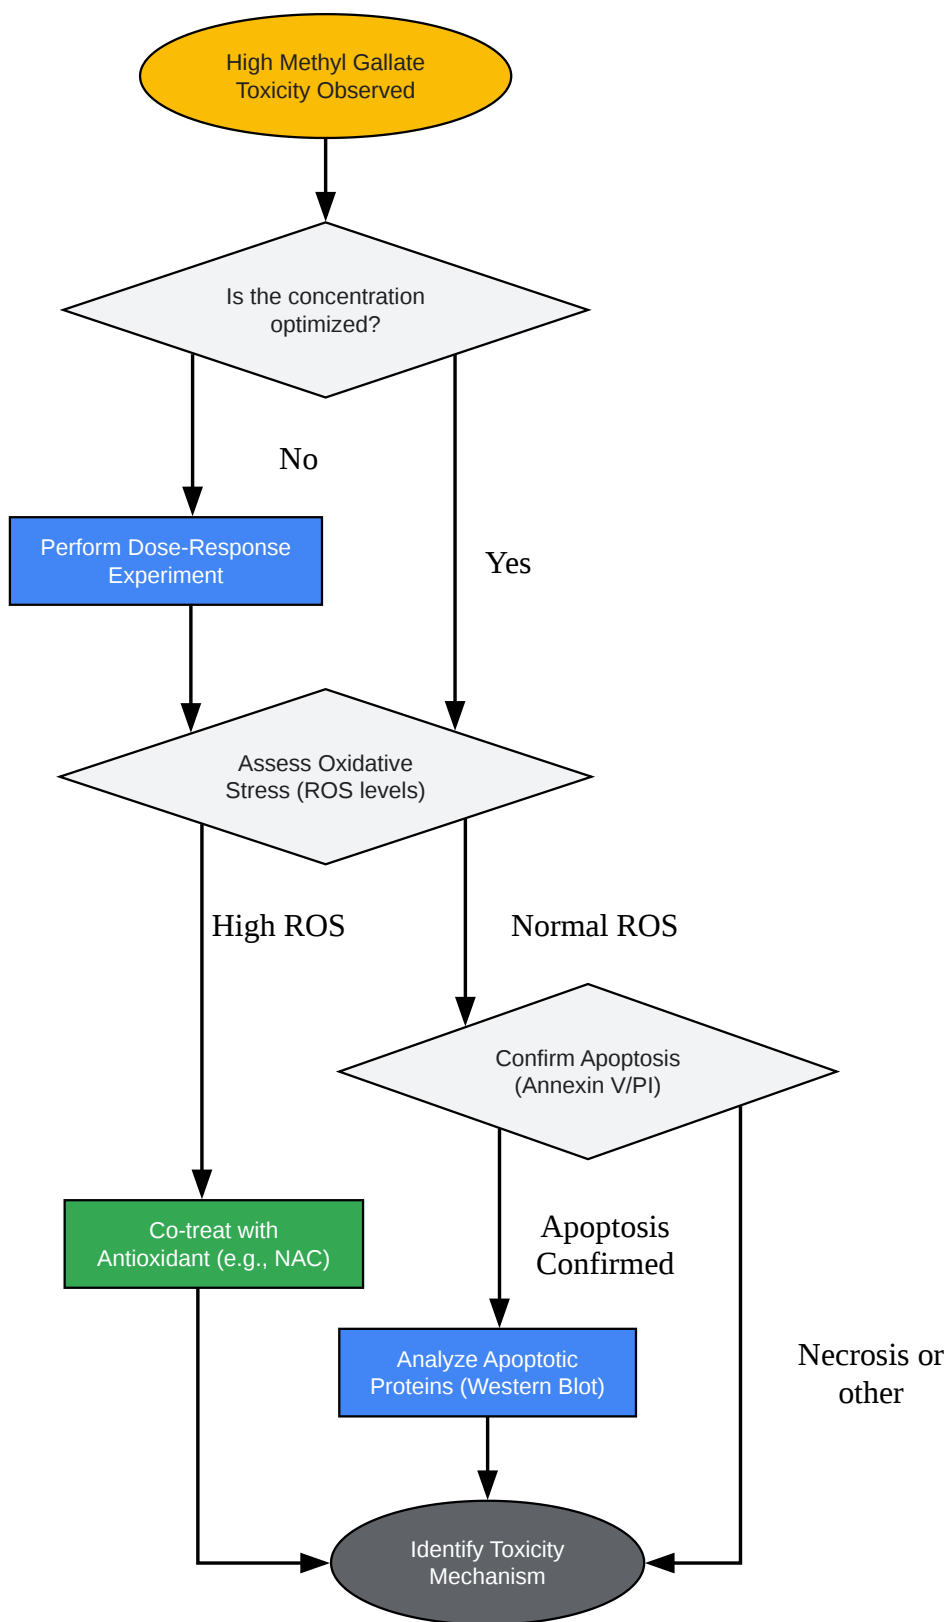 High Methyl Gallate
Toxicity Observed
Is the concentration
optimized?
No
Perform Dose-Response
Experiment
Yes
Assess Oxidative
Stress (ROS levels)
High ROS
Normal ROS
Confirm Apoptosis
(Annexin V/PI)
Co-treat with
Antioxidant (e.g., NAC)
Apoptosis
Confirmed
Analyze Apoptotic
Proteins (Western Blot)
Necrosis or
other
Identify Toxicity
Mechanism